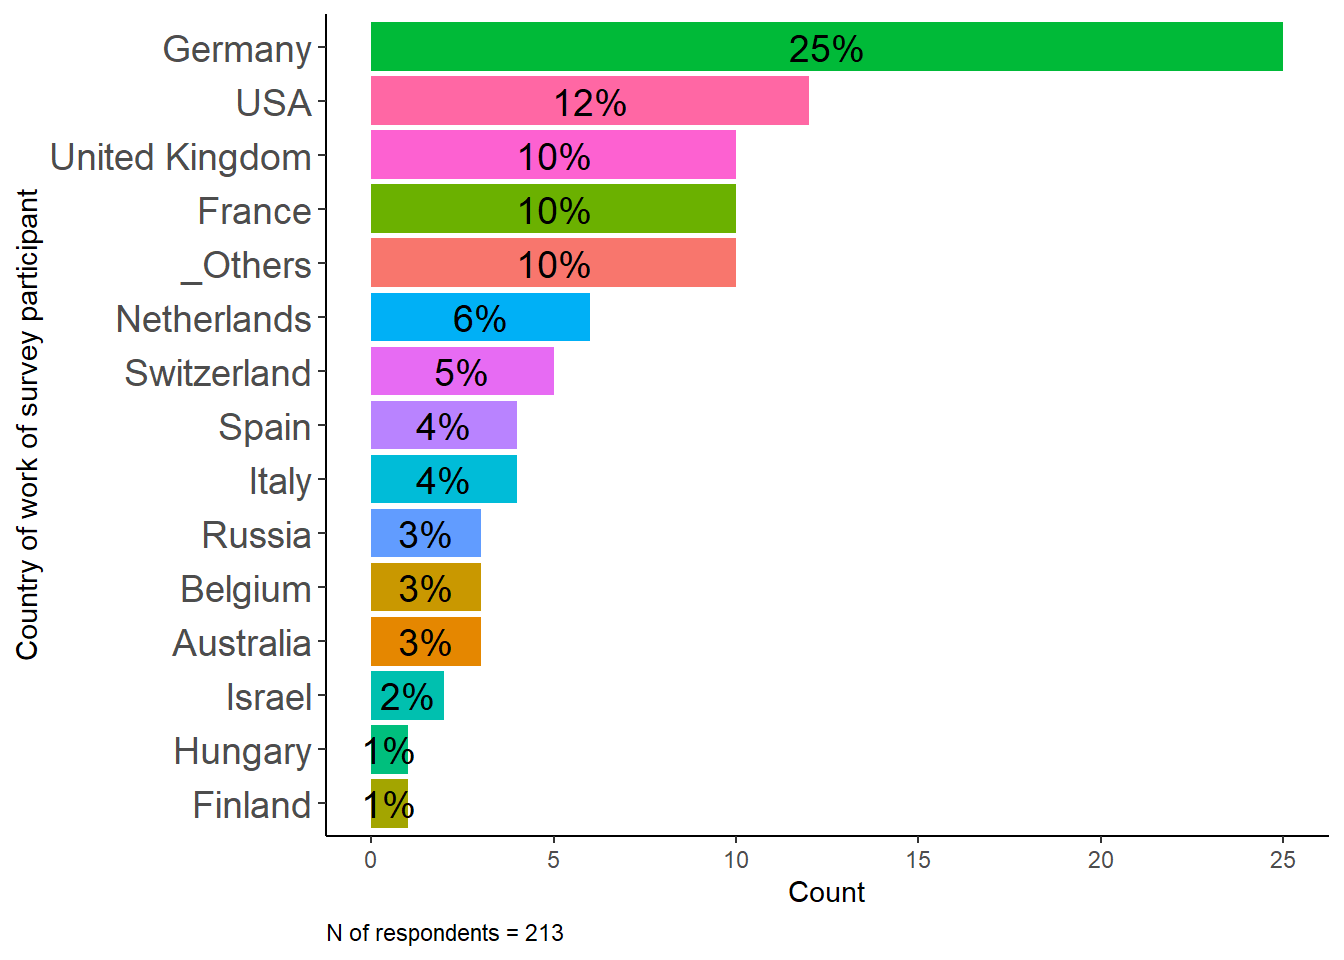 Country of work of survey participant
Germany 25%
USA 12%
United Kingdom 10%
France 10%
_Others 10%
Netherlands 6%
Switzerland 5%
Spain 4%
Italy 4%
Russia 3%
Belgium 3%
Australia 3%
Israel 2%
Hungary 1%
Finland 1%
0 5 10 15 20 25
Count
N of respondents = 213